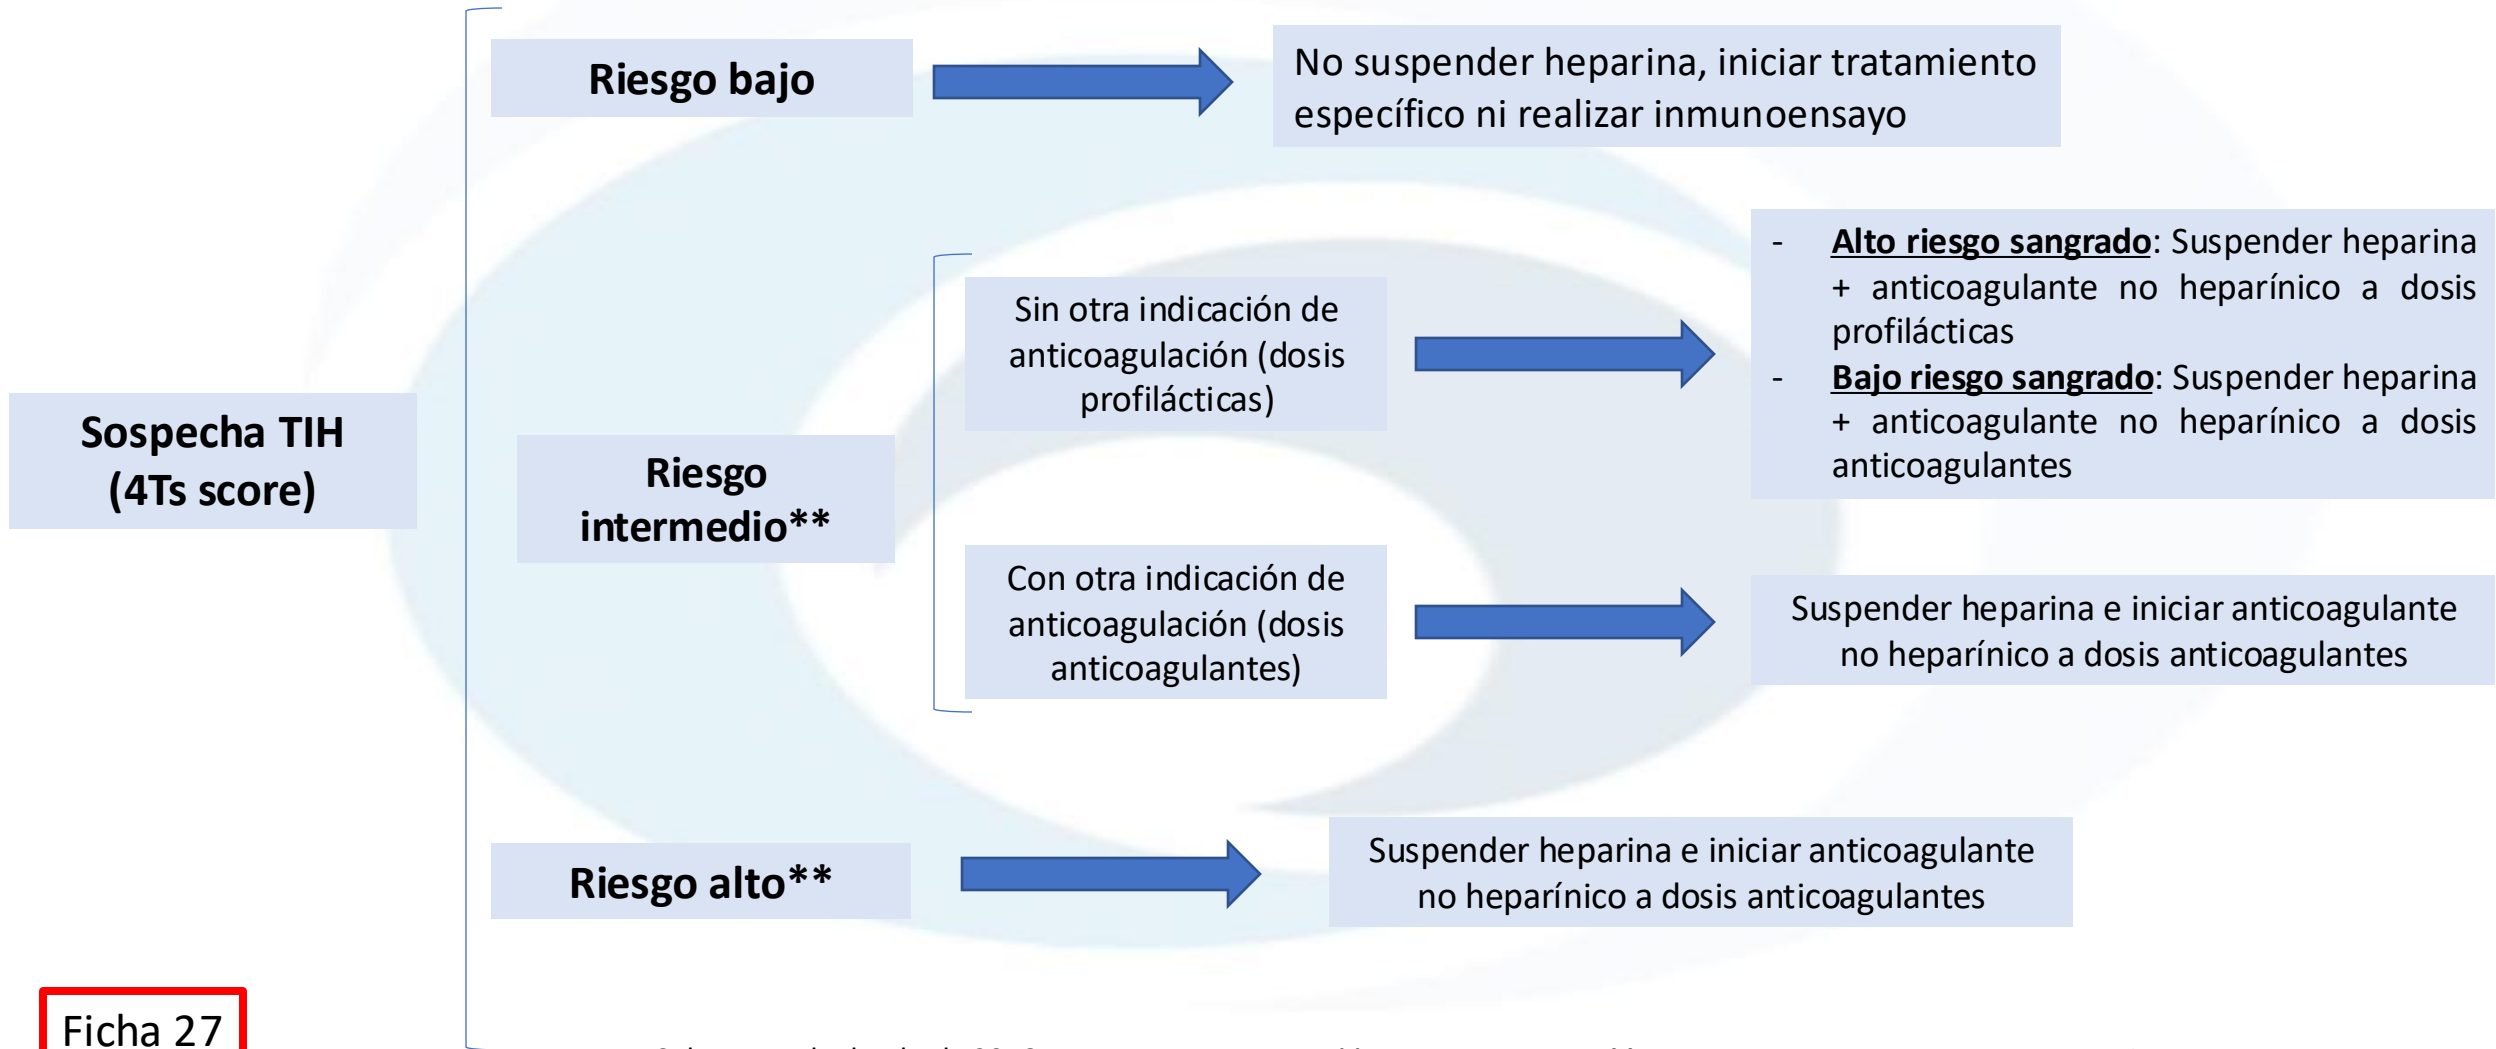 Riesgo bajo
No suspender heparina, iniciar tratamiento
específico ni realizar inmunoensayo
- Alto riesgo sangrado: Suspender heparina
+ anticoagulante no heparínico a dosis
profilácticas
- Bajo riesgo sangrado: Suspender heparina
+ anticoagulante no heparínico a dosis
anticoagulantes
Sin otra indicación de
anticoagulación (dosis
profilácticas)
Sospecha TIH
(4Ts score)
Riesgo
intermedio**
Con otra indicación de
anticoagulación (dosis
anticoagulantes)
Suspender heparina e iniciar anticoagulante
no heparínico a dosis anticoagulantes
Riesgo alto**
Suspender heparina e iniciar anticoagulante
no heparínico a dosis anticoagulantes
Ficha 27